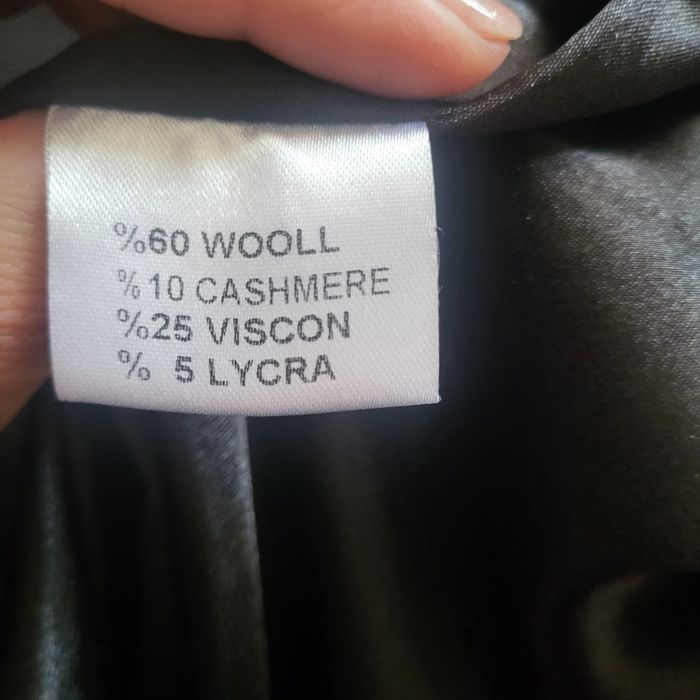 %60 WOOLL
%10 CASHMERE
%25 VISCON
% 5 LYCRA